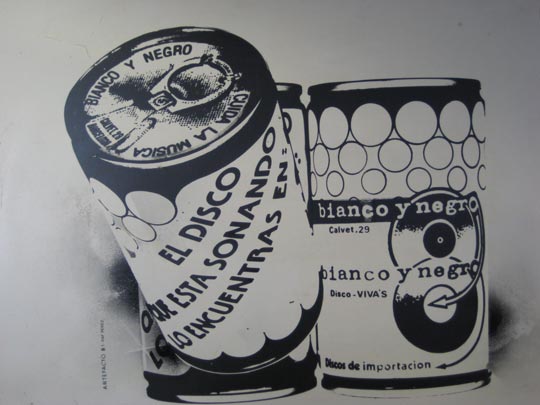 BIANCO Y NEGRO
CUIDA LA MUSICA
EL DISCO
QUE ESTA SONANDO
LO ENCUENTRAS EN=
bianco y negro
Calvet.29
bianco y negro
Disco-VIVA'S
Discos de importacion
ARTEFACTO